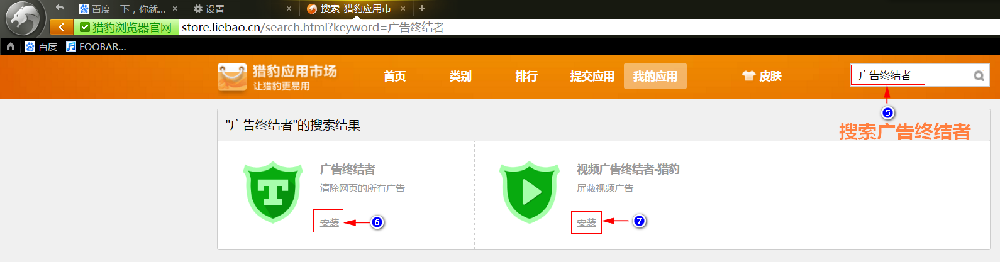 百度一下，你就...
设置
搜索-猎豹应用市
猎豹浏览器官网
store.liebao.cn/search.html?keyword=广告终结者
百度
FOOBAR...
猎豹应用市场
让猎豹更易用
首页
类别
排行
提交应用
我的应用
皮肤
广告终结者
5
搜索广告终结者
"广告终结者"的搜索结果
T
广告终结者
清除网页的所有广告
安装
6
视频广告终结者-猎豹
屏蔽视频广告
安装
7